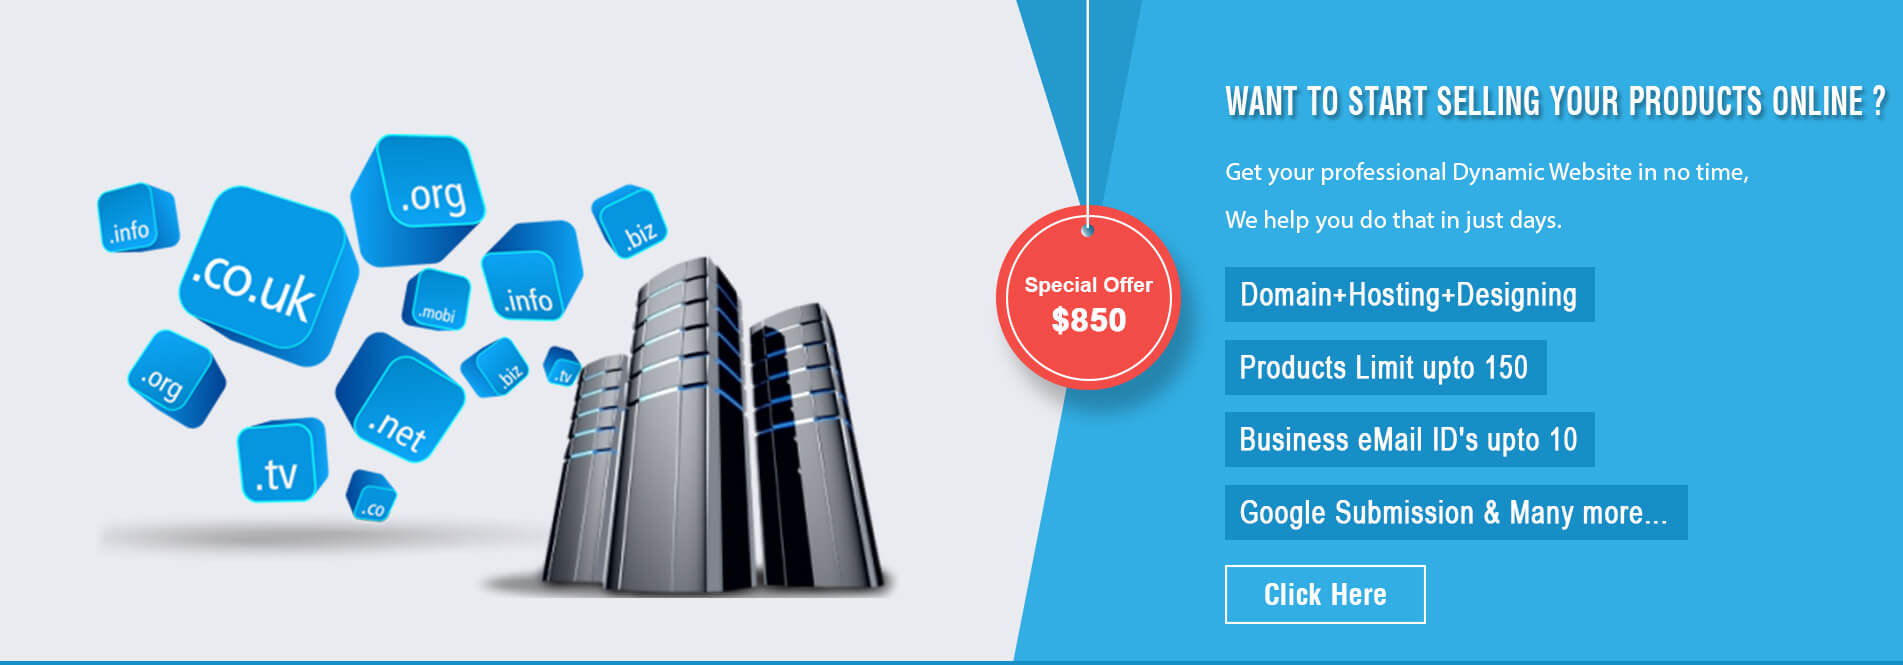 .info
.co.uk
.org
.mobi
.info
.biz
.org
.net
.biz
.tv
.tv
.co
Special Offer
$850
WANT TO START SELLING YOUR PRODUCTS ONLINE ?
Get your professional Dynamic Website in no time,
We help you do that in just days.
Domain+Hosting+Designing
Products Limit upto 150
Business eMail ID's upto 10
Google Submission & Many more...
Click Here